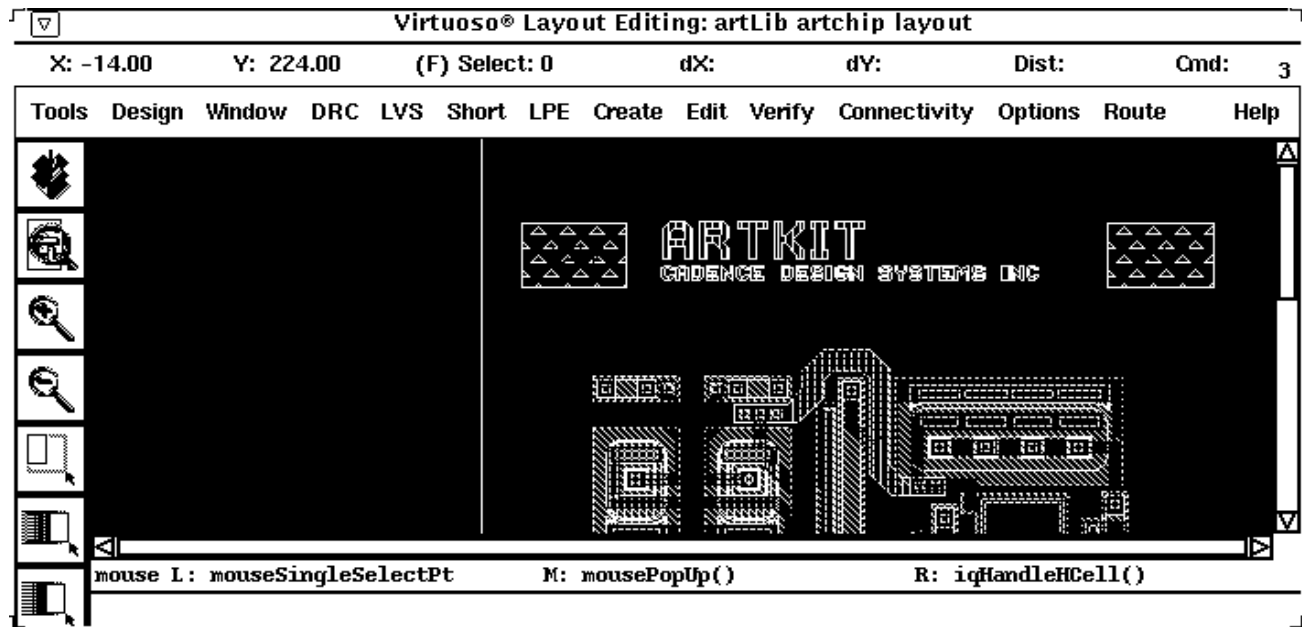 Virtuoso® Layout Editing: artLib artchip layout
X: -14.00 Y: 224.00 (F) Select: 0 dX: dY: Dist: Cmd: 3
Tools Design Window DRC LVS Short LPE Create Edit Verify Connectivity Options Route Help
ARTKIT
CADENCE DESIGN SYSTEMS INC
mouse L: mouseSingleSelectPt M: mousePopUp() R: iqHandleHCell()